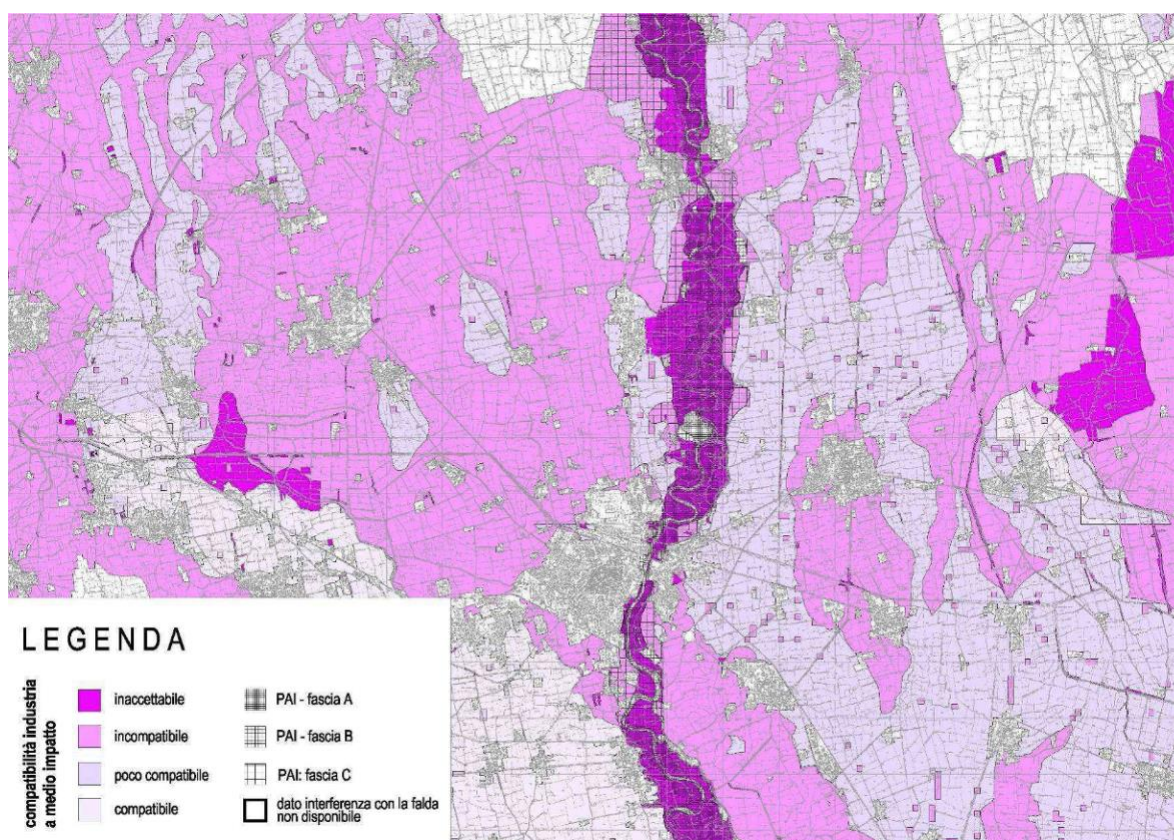 LEGENDA
compatibilità industria
a medio impatto
inaccettabile
incompatibile
poco compatibile
compatibile
PAI - fascia A
PAI - fascia B
PAI: fascia C
dato interferenza con la falda
non disponibile